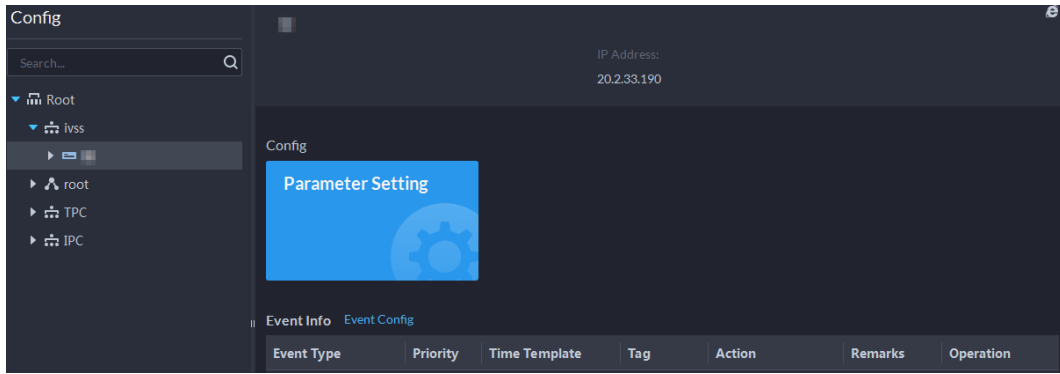 Config
Search...
Root
ivss
root
TPC
IPC
IP Address:
20.2.33.190
Config
Parameter Setting
Event Info Event Config
Event Type Priority Time Template Tag Action Remarks Operation